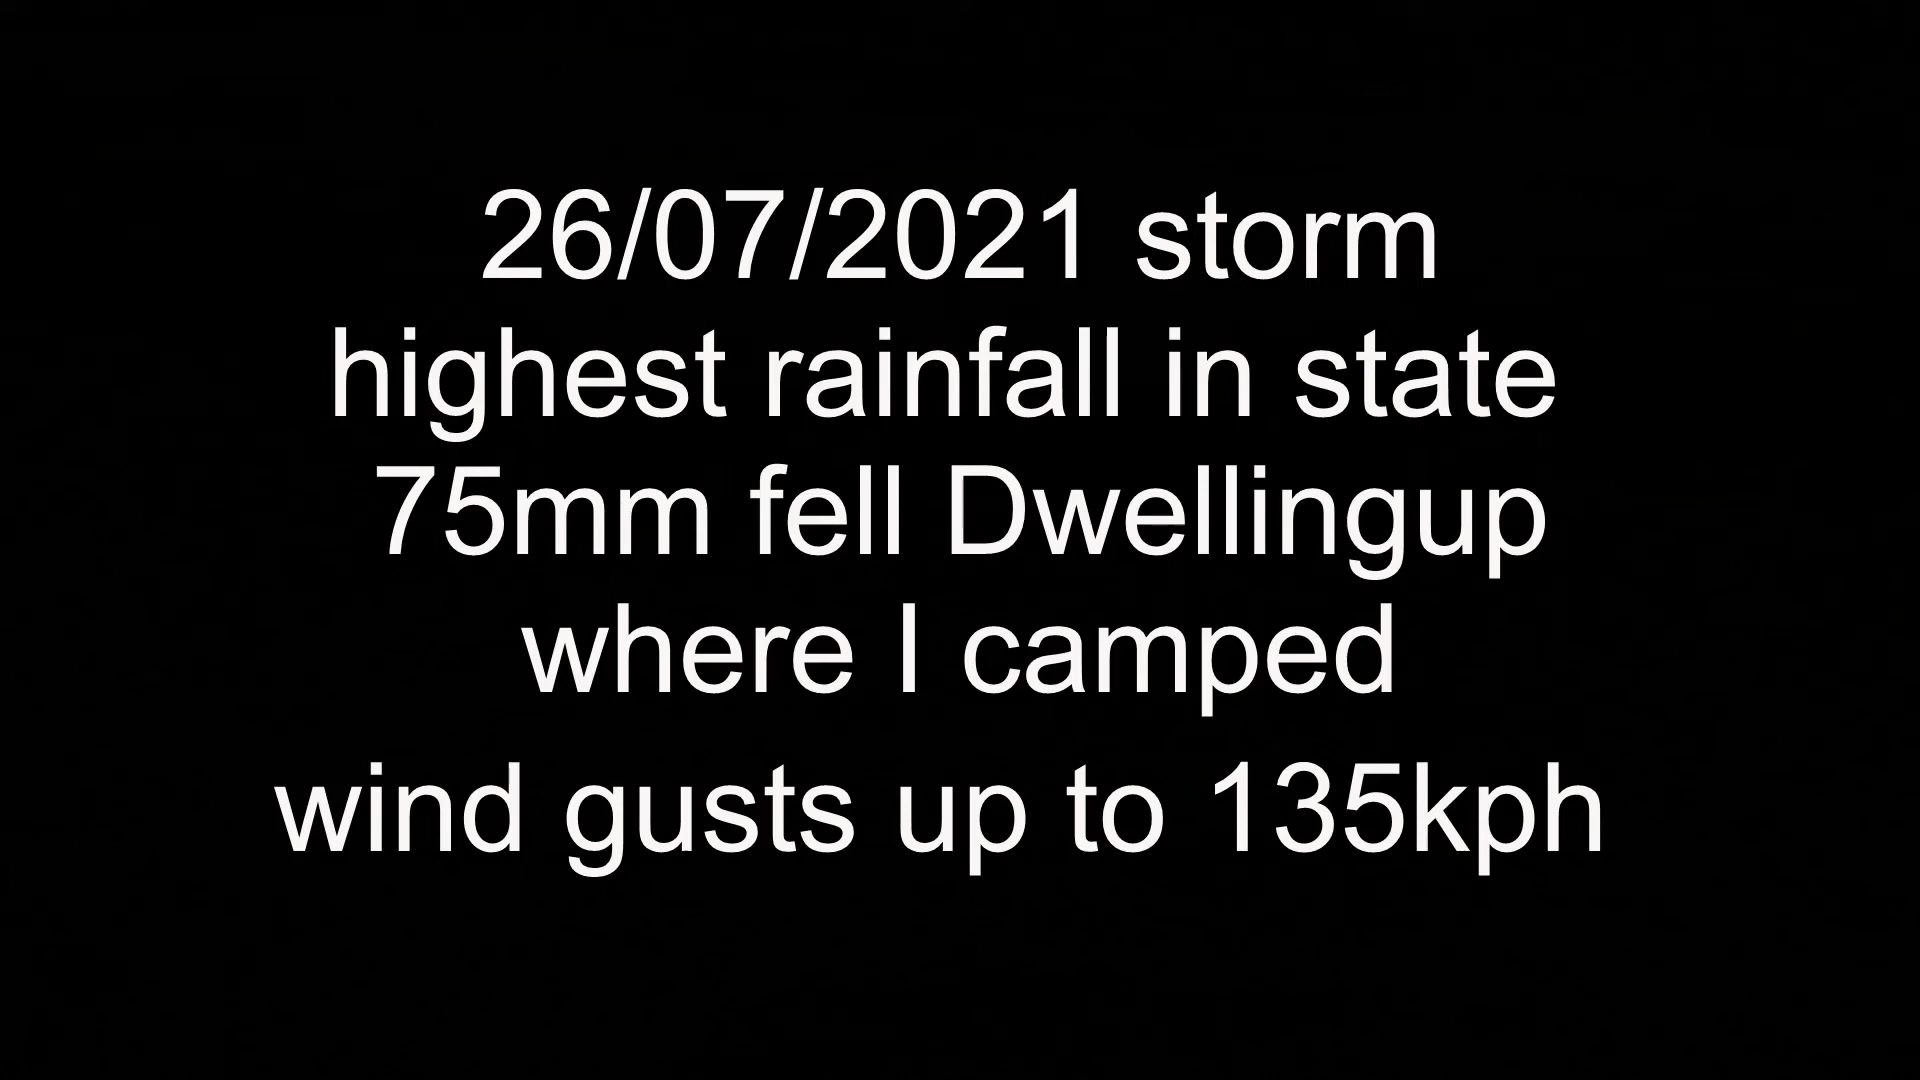 26/07/2021 storm
highest rainfall in state
75mm fell Dwellingup
where I camped
wind gusts up to 135kph